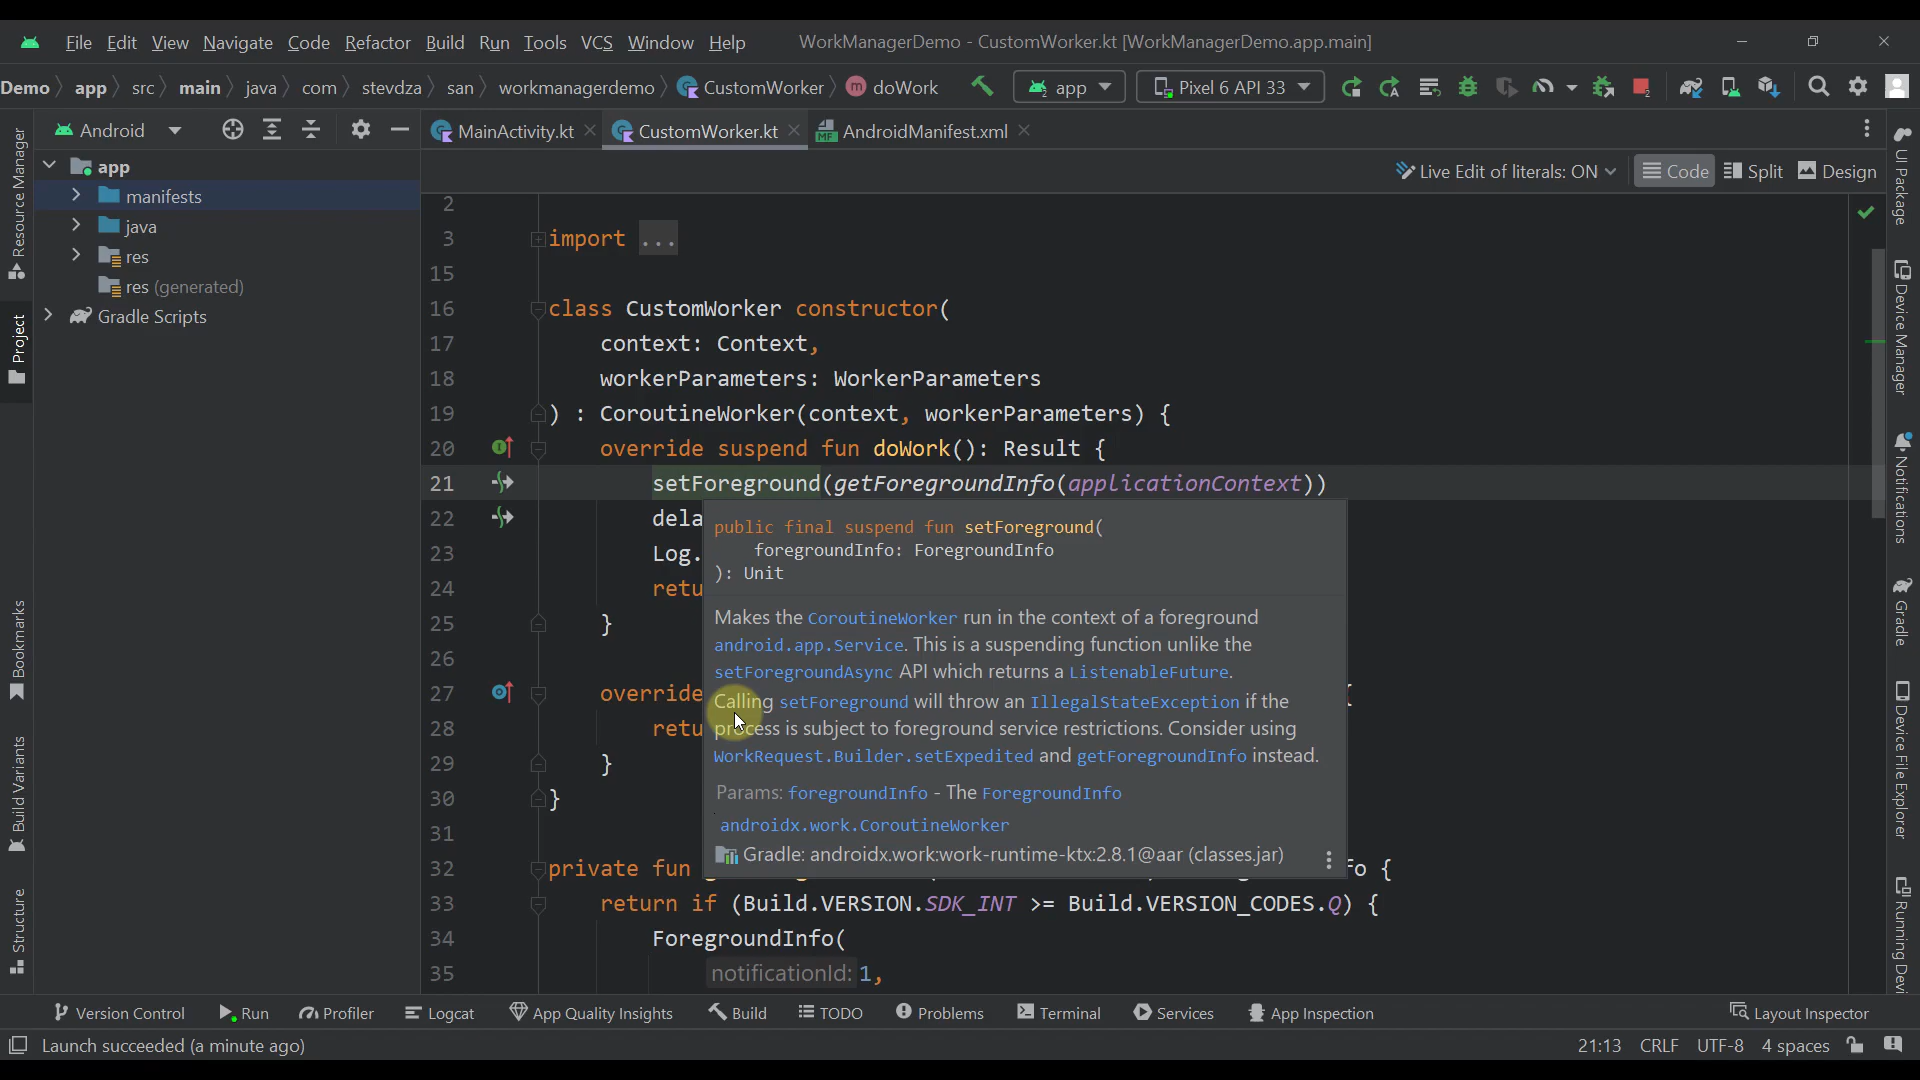 File Edit View Navigate Code Refactor Build Run Tools VCS Window Help WorkManagerDemo - CustomWorker.kt [WorkManagerDemo.app.main]
Demo app src main java com stevdza san workmanagerdemo CustomWorker doWork app Pixel 6 API 33
Android
MainActivity.kt CustomWorker.kt AndroidManifest.xml
Live Edit of literals: ON Code Split Design
app
manifests
java
res
res (generated)
Gradle Scripts
Resource Manager
Project
Bookmarks
Build Variants
Structure
2
3 import ...
15
16 class CustomWorker constructor(
17 context: Context,
18 workerParameters: WorkerParameters
19 ) : CoroutineWorker(context, workerParameters) {
20 override suspend fun doWork(): Result {
21 setForeground(getForegroundInfo(applicationContext))
22 dela
23 Log.
24 retu
25 }
26
27 override {
28 retu
29 }
30 }
31
32 private fun fo {
33 return if (Build.VERSION.SDK_INT >= Build.VERSION_CODES.Q) {
34 ForegroundInfo(
35 notificationId: 1,
public final suspend fun setForeground(
foregroundInfo: ForegroundInfo
): Unit
Makes the CoroutineWorker run in the context of a foreground
android.app.Service. This is a suspending function unlike the
setForegroundAsync API which returns a ListenableFuture.
Calling setForeground will throw an IllegalStateException if the
process is subject to foreground service restrictions. Consider using
WorkRequest.Builder.setExpedited and getForegroundInfo instead.
Params: foregroundInfo - The ForegroundInfo
androidx.work.CoroutineWorker
Gradle: androidx.work:work-runtime-ktx:2.8.1@aar (classes.jar)
UI Package
Device Manager
Notifications
Gradle
Device File Explorer
Running Devi
Version Control Run Profiler Logcat App Quality Insights Build TODO Problems Terminal Services App Inspection Layout Inspector
Launch succeeded (a minute ago) 21:13 CRLF UTF-8 4 spaces